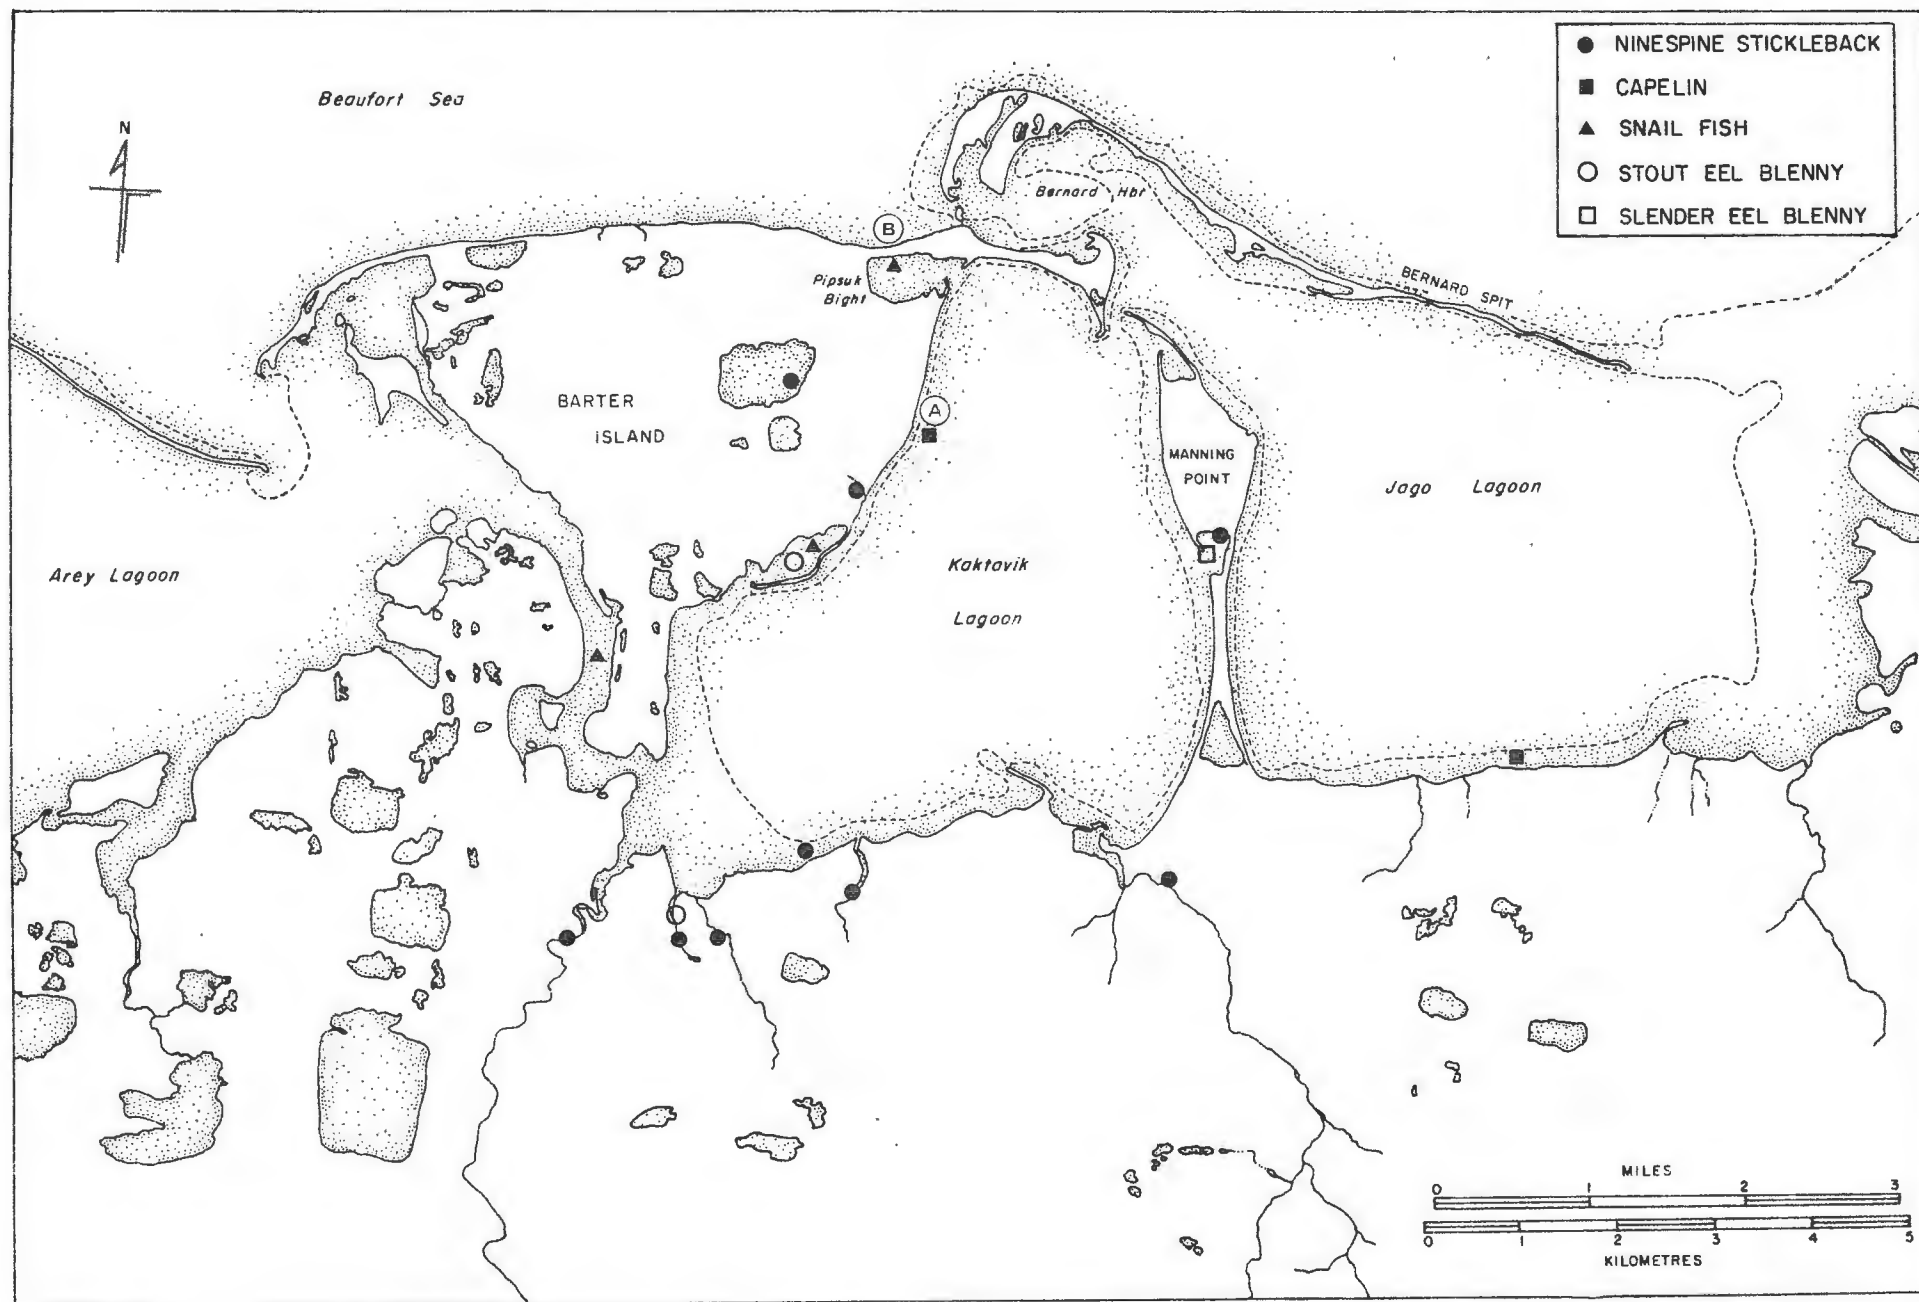 NINESPINE STICKLEBACK
CAPELIN
SNAIL FISH
STOUT EEL BLENNY
SLENDER EEL BLENNY
Beaufort Sea
N
Bernard Hbr
B
Pipsuk
Bight
BERNARD SPIT
BARTER
ISLAND
A
MANNING
POINT
Jago Lagoon
Arey Lagoon
Kaktavik
Lagoon
MILES
0 1 2 3
0 1 2 3 4 5
KILOMETRES